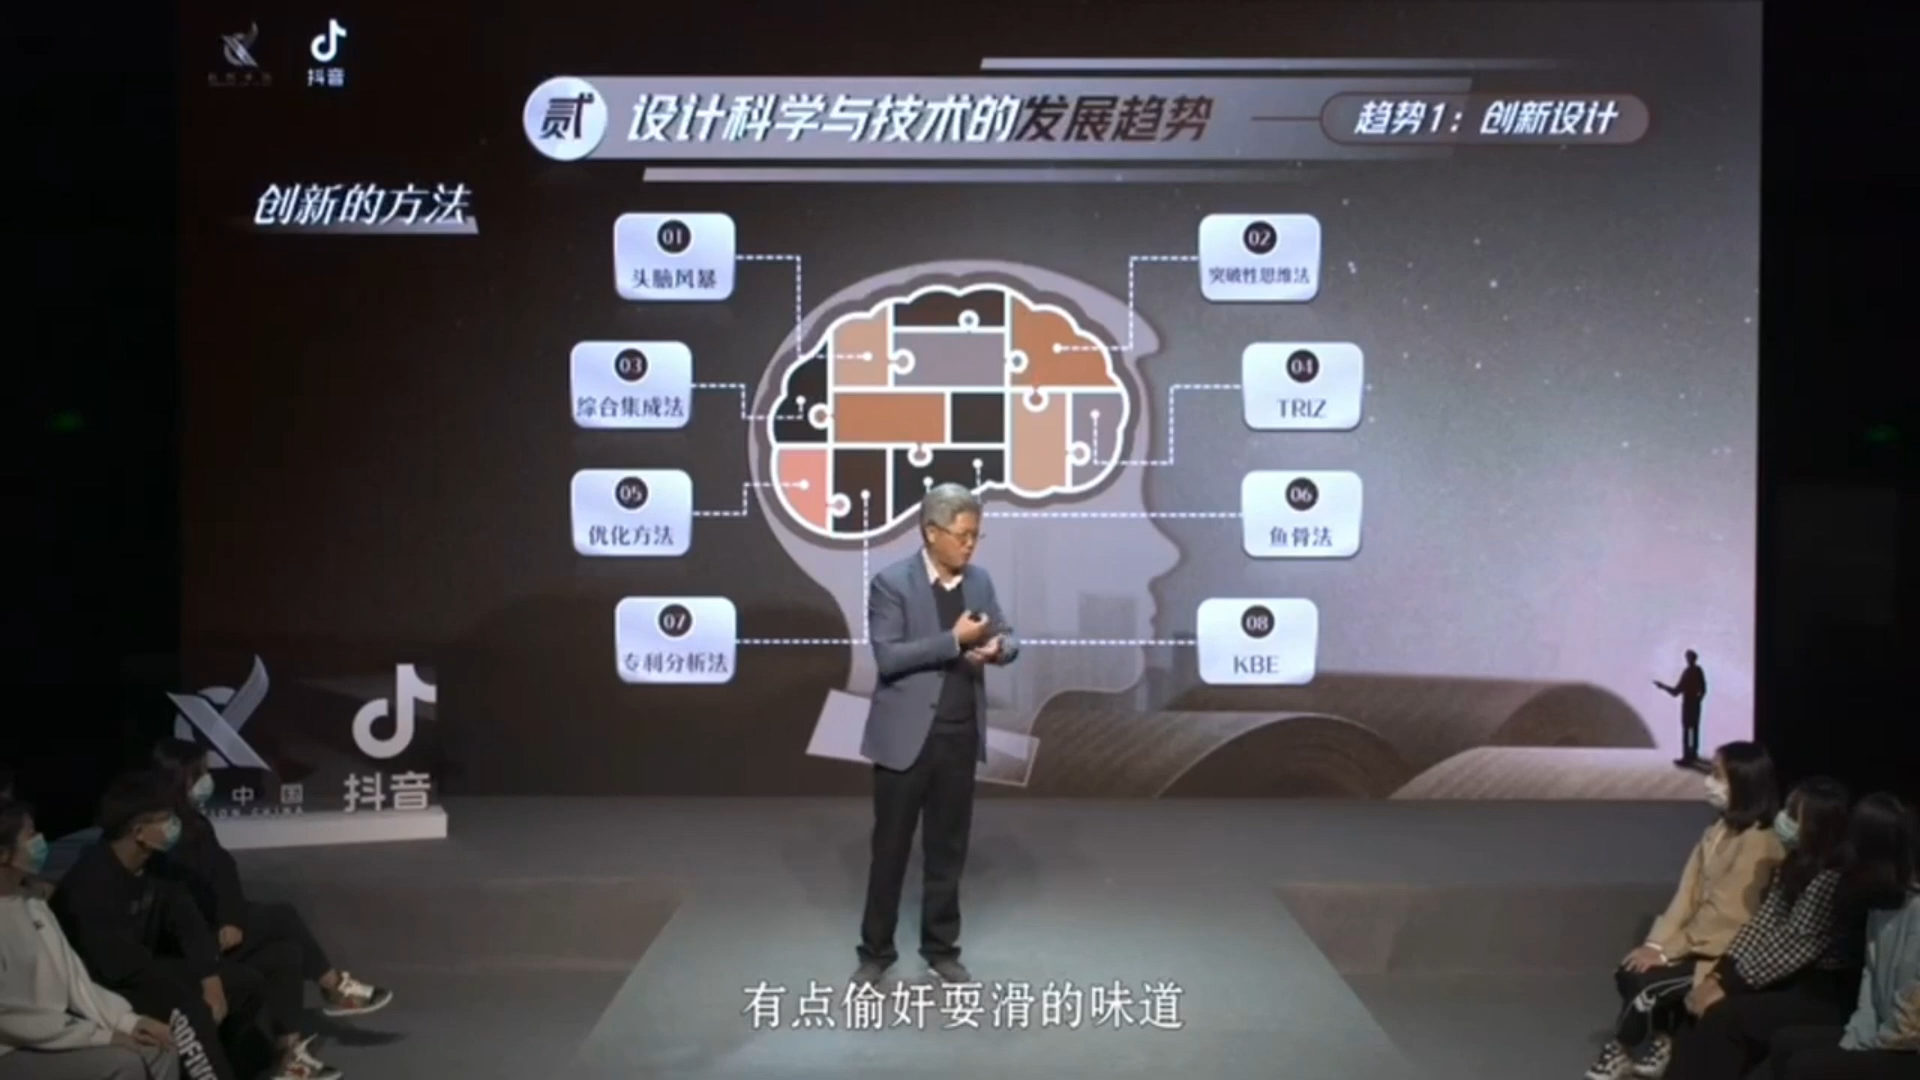 抖音
贰 设计科学与技术的发展趋势 趋势1：创新设计
创新的方法
01
头脑风暴
02
突破性思维法
03
综合集成法
04
TRIZ
05
优化方法
06
鱼骨法
07
专利分析法
08
KBE
中国
抖音
有点偷奸耍滑的味道